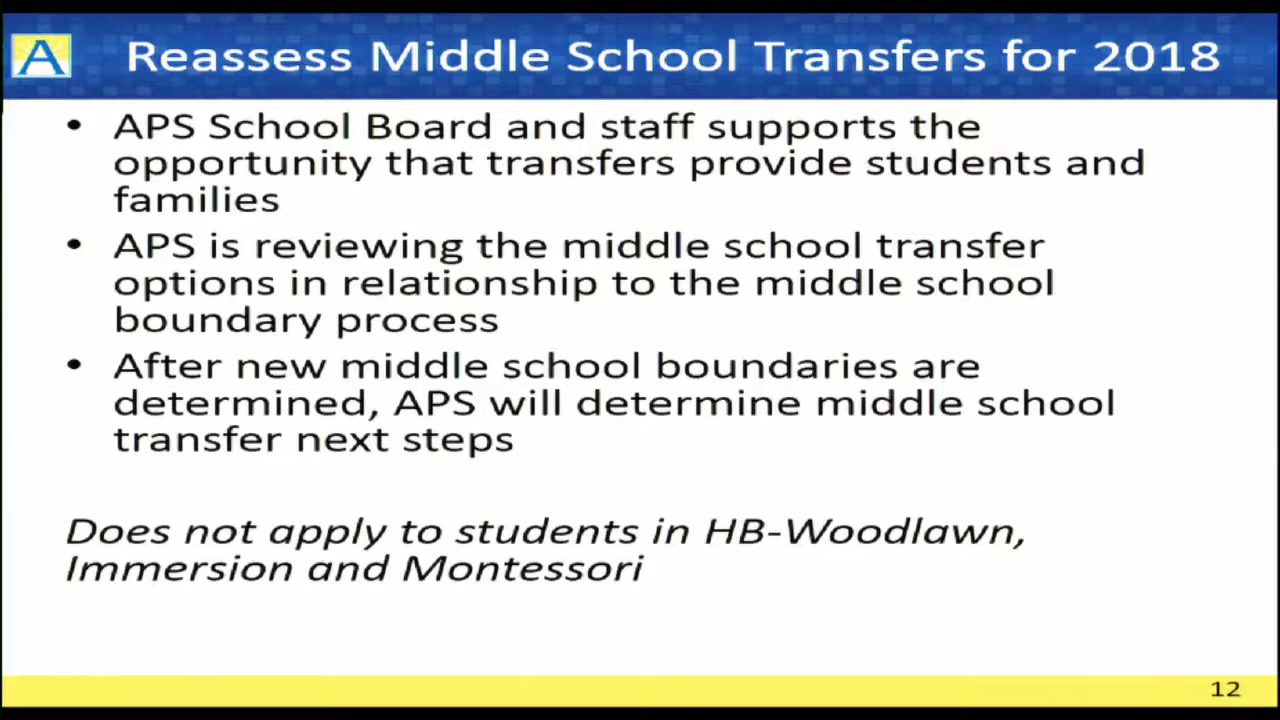 A
Reassess Middle School Transfers for 2018
• APS School Board and staff supports the
opportunity that transfers provide students and
families
• APS is reviewing the middle school transfer
options in relationship to the middle school
boundary process
• After new middle school boundaries are
determined, APS will determine middle school
transfer next steps
Does not apply to students in HB-Woodlawn,
Immersion and Montessori
12